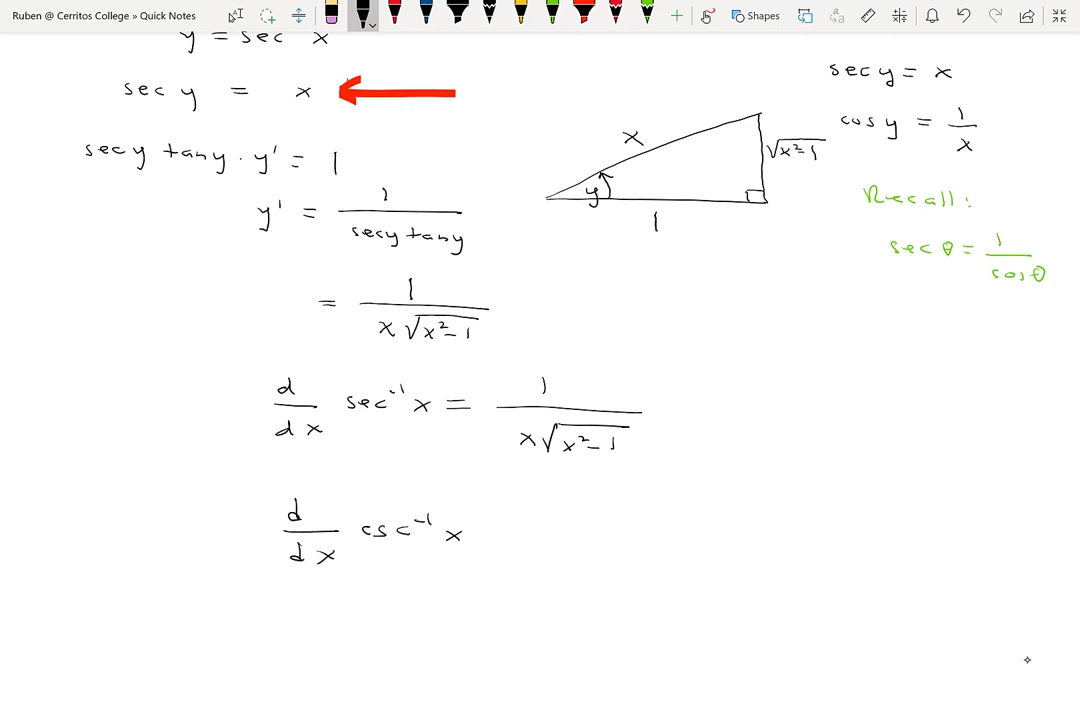 Ruben @ Cerritos College » Quick Notes
Shapes
y = sec x
sec y = x
sec y tan y · y' = 1
y' = 1 / sec y tan y
= 1 / x √x²-1
d/dx sec⁻¹ x = 1 / x √x²-1
d/dx csc⁻¹ x
x
√x²-1
y
1
sec y = x
cos y = 1/x
Recall:
sec θ = 1/cos θ